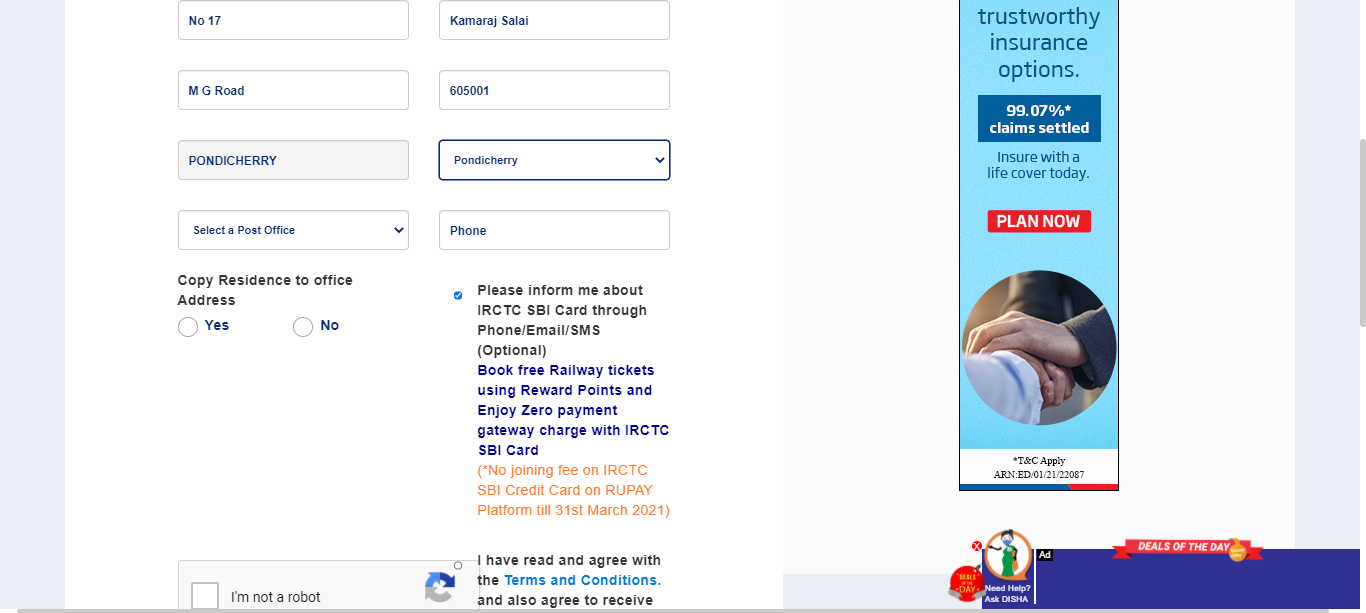 No 17
Kamaraj Salai
M G Road
605001
PONDICHERRY
Pondicherry
Select a Post Office
Phone
Copy Residence to office
Address
Yes
No
Please inform me about
IRCTC SBI Card through
Phone/Email/SMS
(Optional)
Book free Railway tickets
using Reward Points and
Enjoy Zero payment
gateway charge with IRCTC
SBI Card
(*No joining fee on IRCTC
SBI Credit Card on RUPAY
Platform till 31st March 2021)
I have read and agree with
the Terms and Conditions.
and also agree to receive
I'm not a robot
trustworthy
insurance
options.
99.07%*
claims settled
Insure with a
life cover today.
PLAN NOW
*T&C Apply
ARN:ED/01/21/22087
Ad
DEALS OF THE DAY
"DEALS
OF THE
DAY"
Need Help?
Ask DISHA